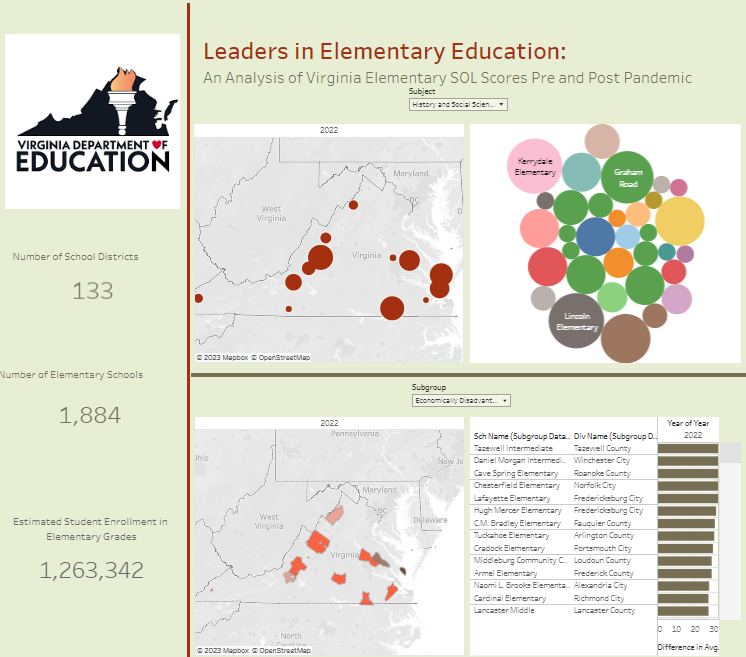 Leaders in Elementary Education:
An Analysis of Virginia Elementary SOL Scores Pre and Post Pandemic
Subject
History and Social Scien...
VIRGINIA DEPARTMENT OF
EDUCATION
Number of School Districts
133
Number of Elementary Schools
1,884
Estimated Student Enrollment in
Elementary Grades
1,263,342
2022
Maryland
West
Virginia
DC
Virginia
© 2023 Mapbox © OpenStreetMap
Kerrydale
Elementary
Graham
Road
Lincoln
Elementary
Subgroup
Economically Disadvant...
2022
Pennsylvania
Ohio
New Je
Maryland
DC
West
Virginia
Delaware
Virginia
North
Carolina
© 2023 Mapbox © OpenStreetMap
Year of Year
Sch Name (Subgroup Data.. Div Name (Subgroup D... 2022
Tazewell Intermediate Tazewell County
Daniel Morgan Intermedi.. Winchester City
Cave Spring Elementary Roanoke County
Chesterfield Elementary Norfolk City
Lafayette Elementary Fredericksburg City
Hugh Mercer Elementary Fredericksburg City
C.M. Bradley Elementary Fauquier County
Tuckahoe Elementary Arlington County
Cradock Elementary Portsmouth City
Middleburg Community C.. Loudoun County
Armel Elementary Frederick County
Naomi L. Brooks Elementa.. Alexandria City
Cardinal Elementary Richmond City
Lancaster Middle Lancaster County
0 10 20 30
Difference in Avg.